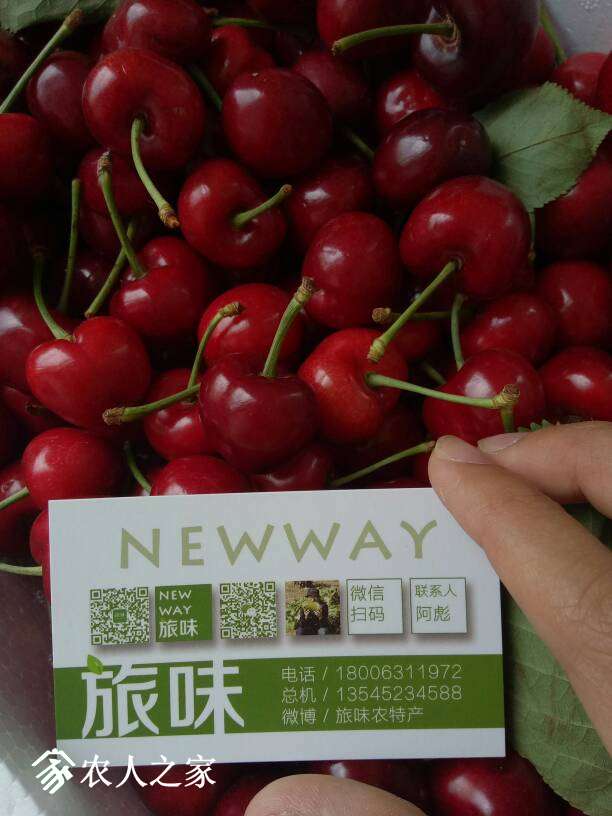 NEWWAY
NEW
WAY
旅味
微信
扫码
联系人
阿彪
旅味
电话 / 18006311972
总机 / 13545234588
微博 / 旅味农特产
农人之家